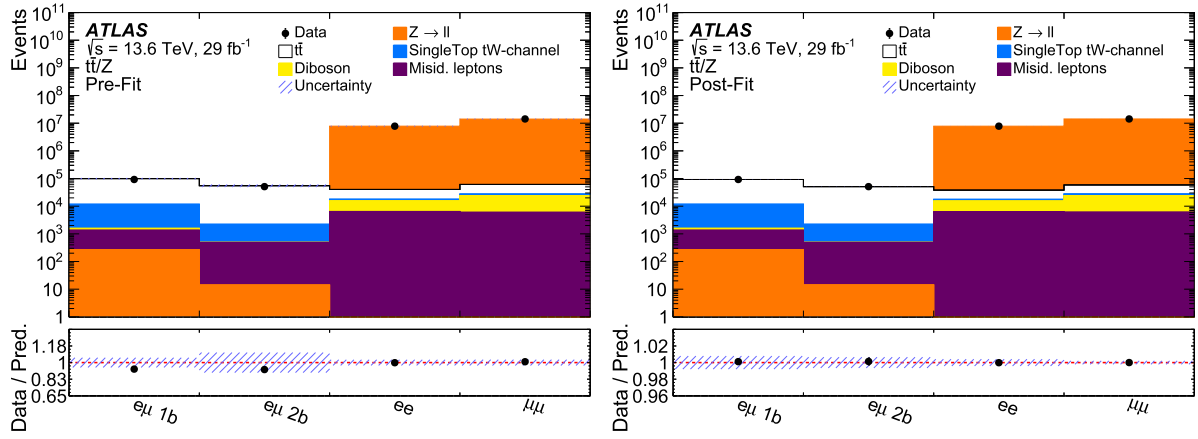 Events
10¹¹
10¹⁰
10⁹
10⁸
10⁷
10⁶
10⁵
10⁴
10³
10²
10
1
ATLAS
√s = 13.6 TeV, 29 fb⁻¹
tt̄/Z
Pre-Fit
Data
tt̄
Diboson
Uncertainty
Z → ll
SingleTop tW-channel
Misid. leptons
Data / Pred.
1.18
1
0.83
0.65
eμ 1b
eμ 2b
ee
μμ
Events
10¹¹
10¹⁰
10⁹
10⁸
10⁷
10⁶
10⁵
10⁴
10³
10²
10
1
ATLAS
√s = 13.6 TeV, 29 fb⁻¹
tt̄/Z
Post-Fit
Data
tt̄
Diboson
Uncertainty
Z → ll
SingleTop tW-channel
Misid. leptons
Data / Pred.
1.02
1
0.98
0.96
eμ 1b
eμ 2b
ee
μμ